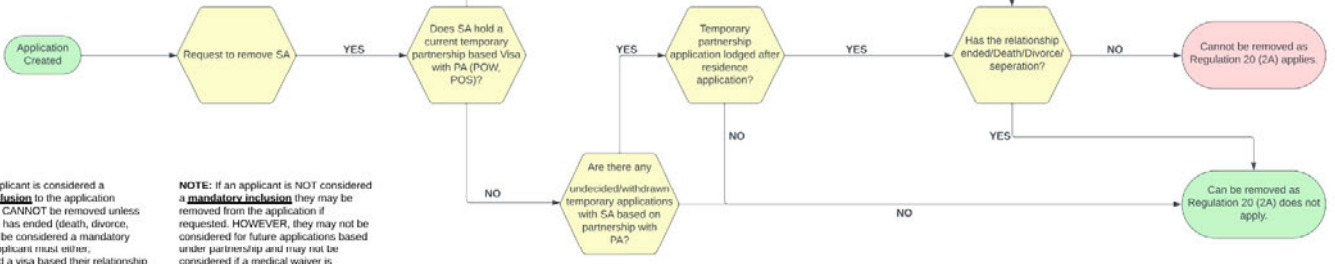 Application
Created
Request to remove SA
YES
Does SA hold a
current temporary
partnership based Visa
with PA (POW,
POS)?
YES
Temporary
partnership
application lodged after
residence
application?
YES
Has the relationship
ended/Death/Divorce/
seperation?
NO
Cannot be removed as
Regulation 20 (2A) applies.
NO
YES
NO
Are there any
undecided/withdrawn
temporary applications
with SA based on
partnership with
PA?
NO
Can be removed as
Regulation 20 (2A) does not
apply.
plicant is considered a
lusion to the application
CANNOT be removed unless
has ended (death, divorce,
be considered a mandatory
plicant must either,
d a visa based their relationship
NOTE: If an applicant is NOT considered
a mandatory inclusion they may be
removed from the application if
requested. HOWEVER, they may not be
considered for future applications based
under partnership and may not be
considered if a medical waiver is